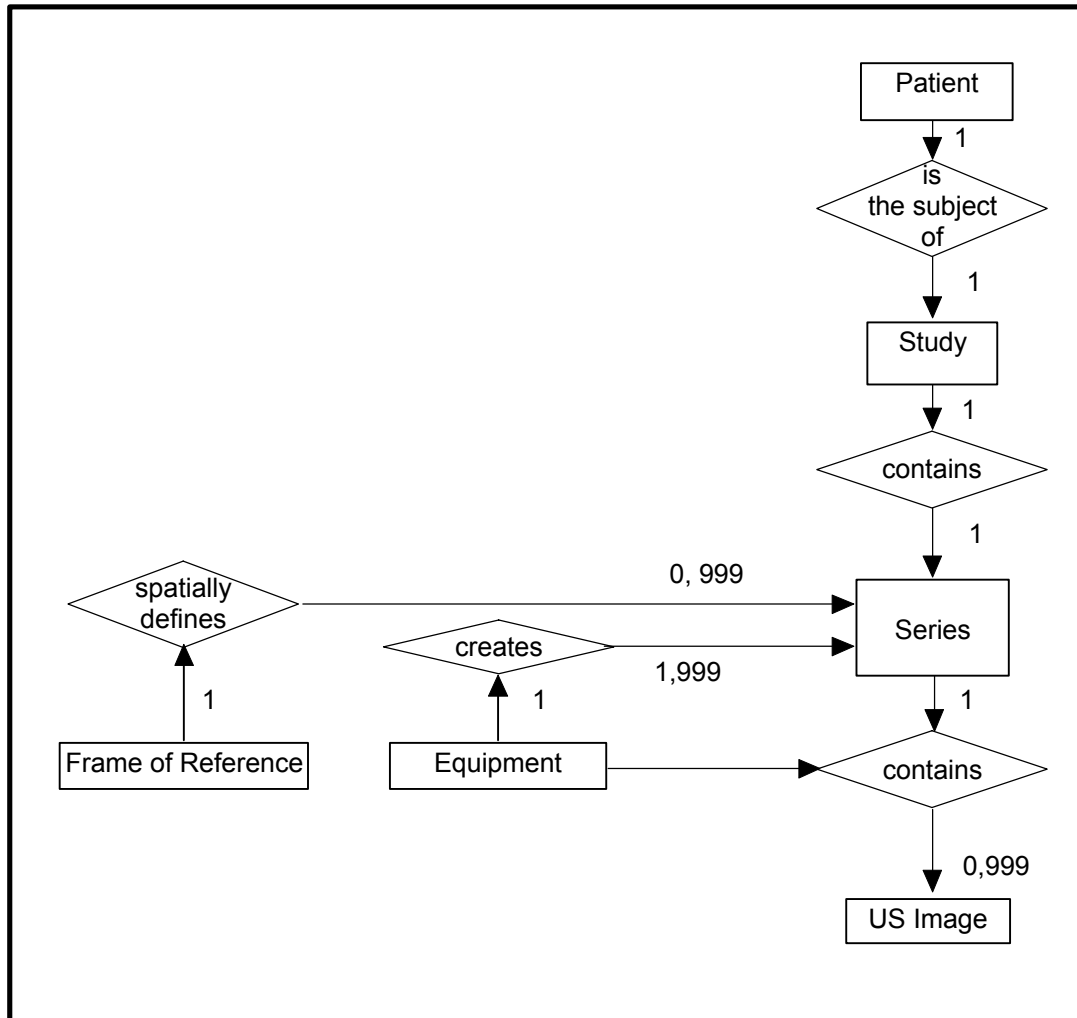 Patient
1
is
the subject
of
1
Study
1
contains
1
spatially
defines
0, 999
Series
creates
1,999
1
1
1
Frame of Reference
Equipment
contains
0,999
US Image